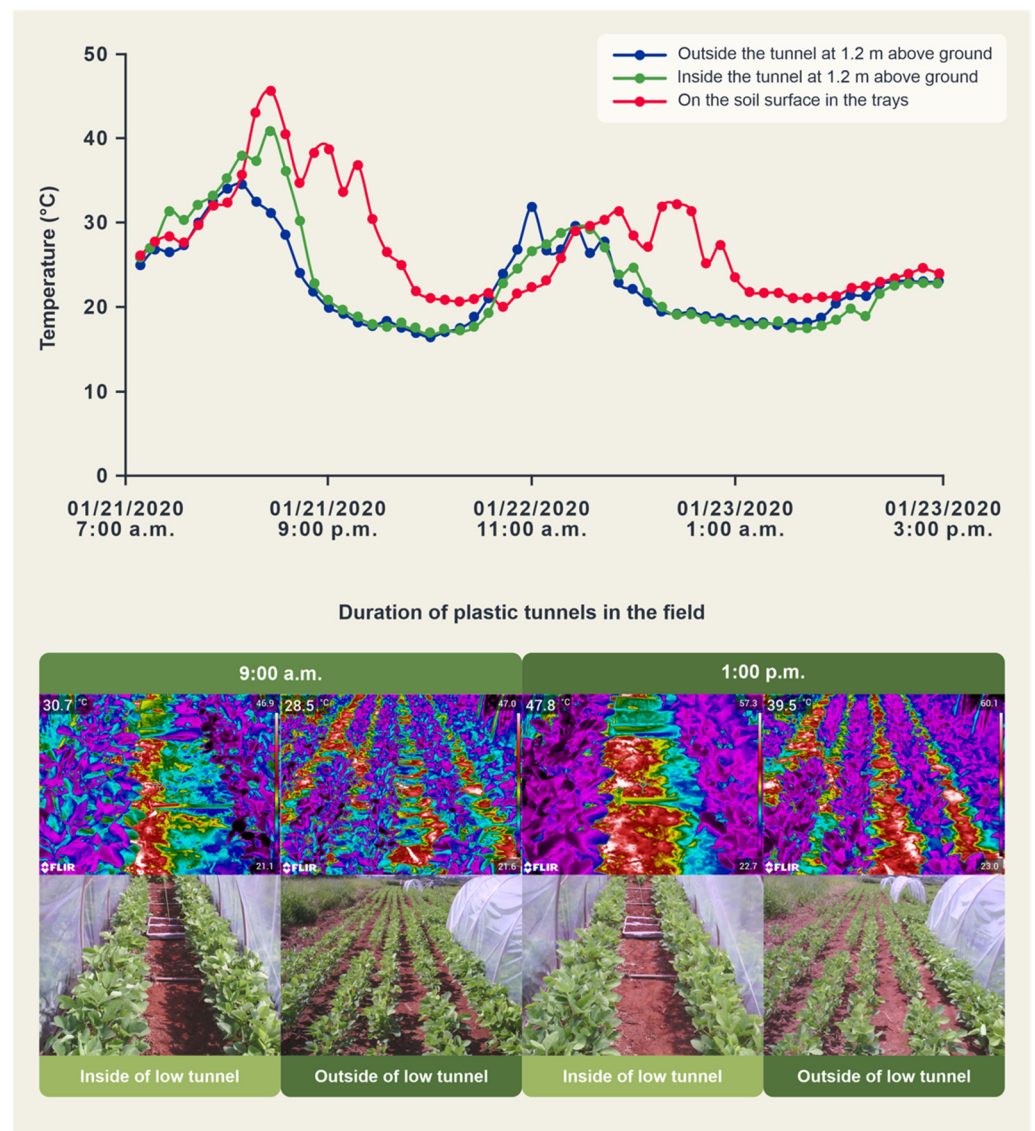 50
Outside the tunnel at 1.2 m above ground
Inside the tunnel at 1.2 m above ground
On the soil surface in the trays
40
30
20
10
0
Temperature (°C)
01/21/2020 01/21/2020 01/22/2020 01/23/2020 01/23/2020
7:00 a.m. 9:00 p.m. 11:00 a.m. 1:00 a.m. 3:00 p.m.
Duration of plastic tunnels in the field
9:00 a.m. 1:00 p.m.
30.7 °C 46.9 28.5 °C 47.0 47.8 °C 57.3 39.5 °C 60.1
FLIR 21.1 FLIR 21.6 FLIR 22.7 FLIR 23.0
Inside of low tunnel Outside of low tunnel Inside of low tunnel Outside of low tunnel